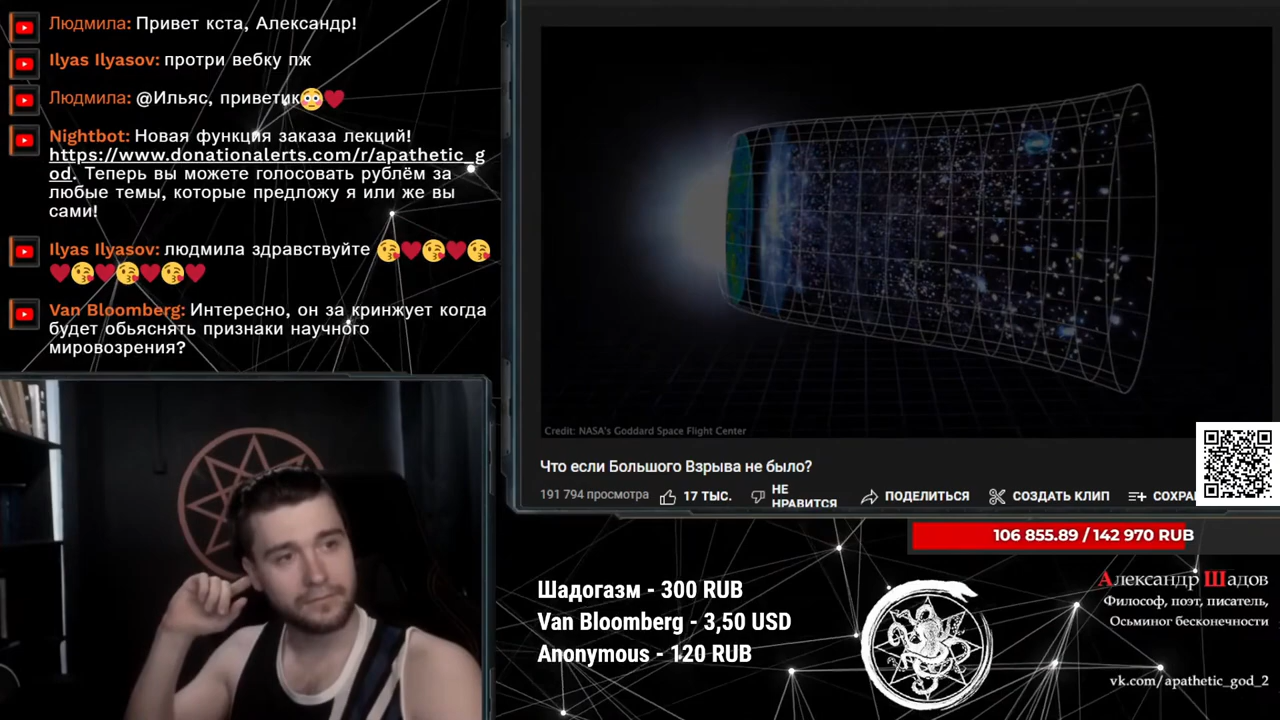 Людмила: Привет кста, Александр!
Ilyas Ilyasov: протри вебку пж
Людмила: @Ильяс, приветик😳❤
Nightbot: Новая функция заказа лекций!
https://www.donationalerts.com/r/apathetic_g
od. Теперь вы можете голосовать рублём за
любые темы, которые предложу я или же вы
сами!
Ilyas Ilyasov: людмила здравствуйте 😘❤😘❤😘
❤😘❤😘❤😘❤
Van Bloomberg: Интересно, он за кринжует когда
будет обьяснять признаки научного
мировозрения?
Credit: NASA's Goddard Space Flight Center
Что если Большого Взрыва не было?
191 794 просмотра
17 ТЫС.
НЕ
НРАВИТСЯ
ПОДЕЛИТЬСЯ
СОЗДАТЬ КЛИП
СОХРА
106 855.89 / 142 970 RUB
Шадогазм - 300 RUB
Van Bloomberg - 3,50 USD
Anonymous - 120 RUB
Александр Шадов
Философ, поэт, писатель,
Осьминог бесконечности
vk.com/apathetic_god_2